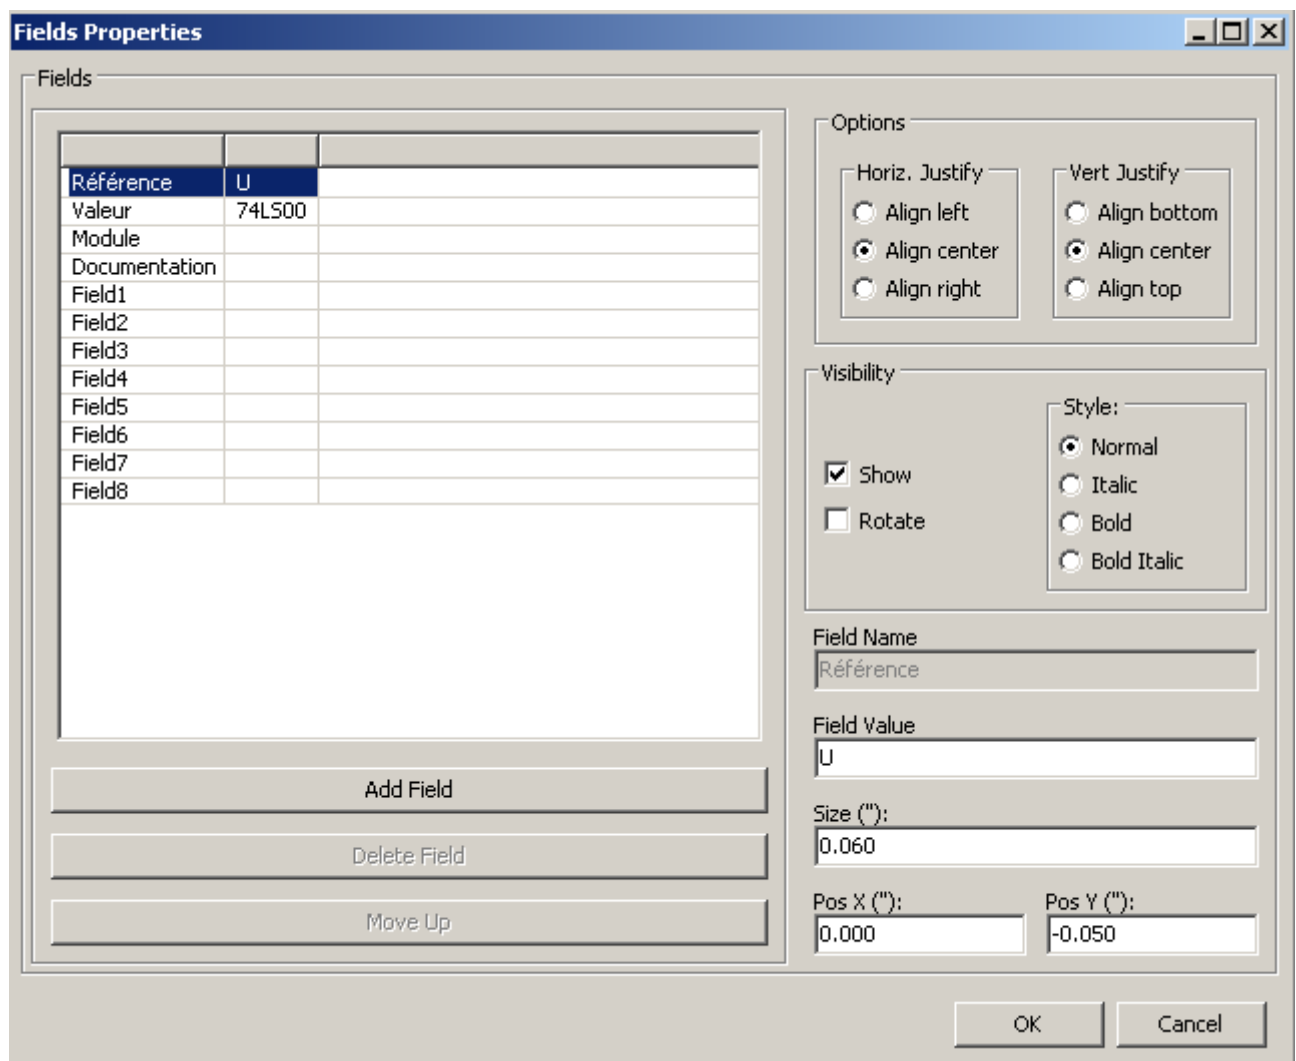 Fields Properties
Fields
Référence U
Valeur 74LS00
Module
Documentation
Field1
Field2
Field3
Field4
Field5
Field6
Field7
Field8
Add Field
Delete Field
Move Up
Options
Horiz. Justify
Align left
Align center
Align right
Vert Justify
Align bottom
Align center
Align top
Visibility
Show
Rotate
Style:
Normal
Italic
Bold
Bold Italic
Field Name
Référence
Field Value
U
Size ("):
0.060
Pos X ("):
0.000
Pos Y ("):
-0.050
OK
Cancel